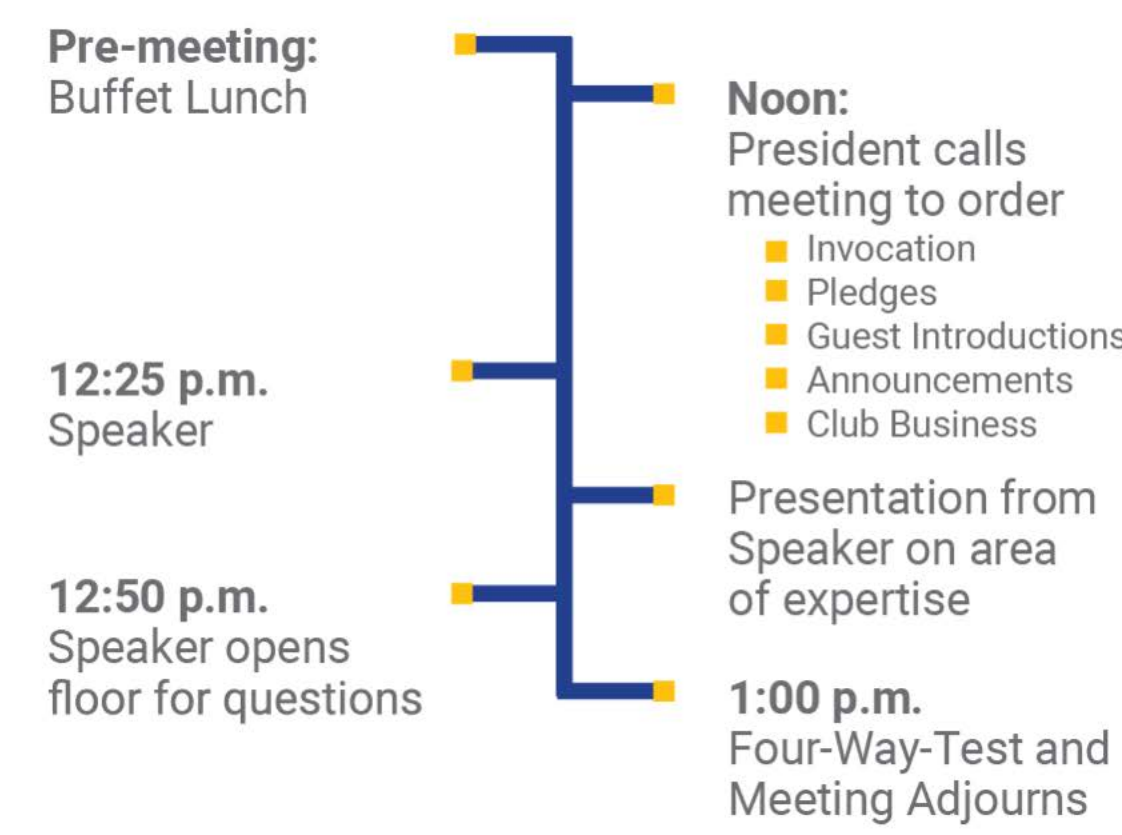 Pre-meeting:
Buffet Lunch
Noon:
President calls
meeting to order
Invocation
Pledges
Guest Introductions
Announcements
Club Business
12:25 p.m.
Speaker
Presentation from
Speaker on area
of expertise
12:50 p.m.
Speaker opens
floor for questions
1:00 p.m.
Four-Way-Test and
Meeting Adjourns